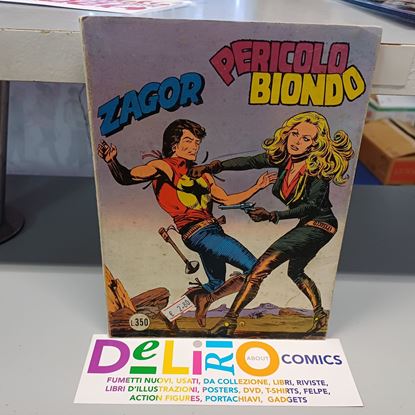 PERICOLO
BIONDO
ZAGOR
L.350
DELIRIO ABOUT COMICS
FUMETTI NUOVI, USATI, DA COLLEZIONE, LIBRI, RIVISTE,
LIBRI D'ILLUSTRAZIONI, POSTERS, DVD, T-SHIRTS, FELPE,
ACTION FIGURES, PORTACHIAVI, GADGETS